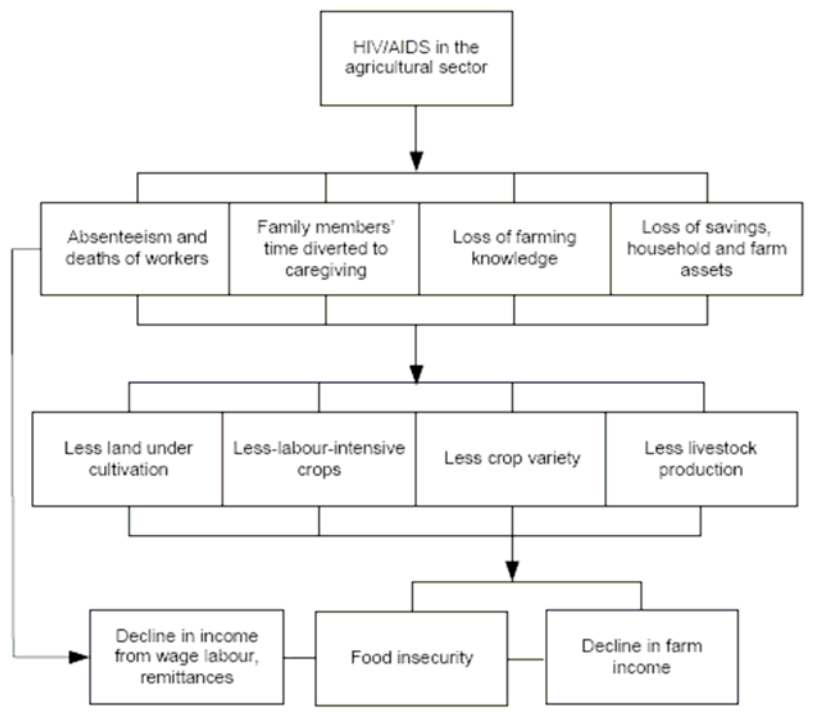 HIV/AIDS in the
agricultural sector
Absenteeism and
deaths of workers
Family members'
time diverted to
caregiving
Loss of farming
knowledge
Loss of savings,
household and farm
assets
Less land under
cultivation
Less-labour-intensive
crops
Less crop variety
Less livestock
production
Decline in income
from wage labour,
remittances
Food insecurity
Decline in farm
income